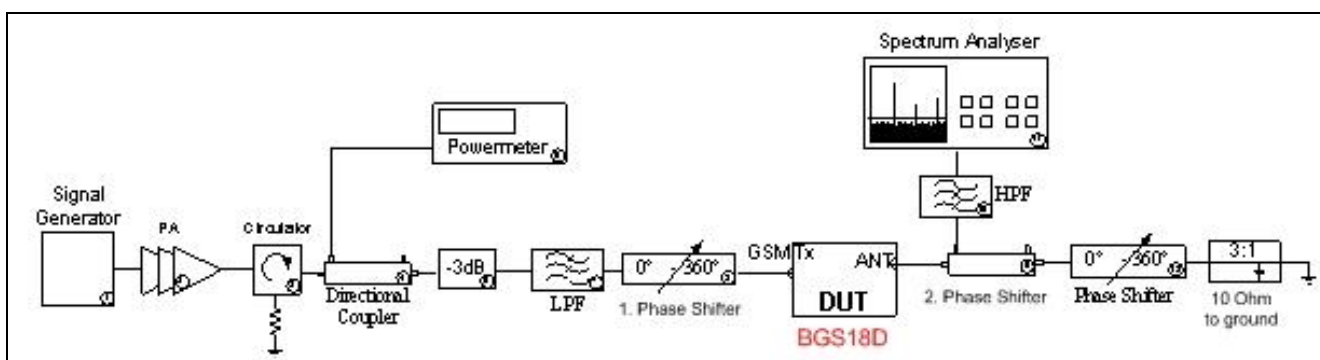 Spectrum Analyser
Powermeter
HPF
Signal
Generator
PA
Circulator
Directional
Coupler
-3dB
LPF
0° -360°
1. Phase Shifter
GSM Tx
ANT
DUT
BGS18D
2. Phase Shifter
0° -360°
Phase Shifter
3:1
10 Ohm
to ground